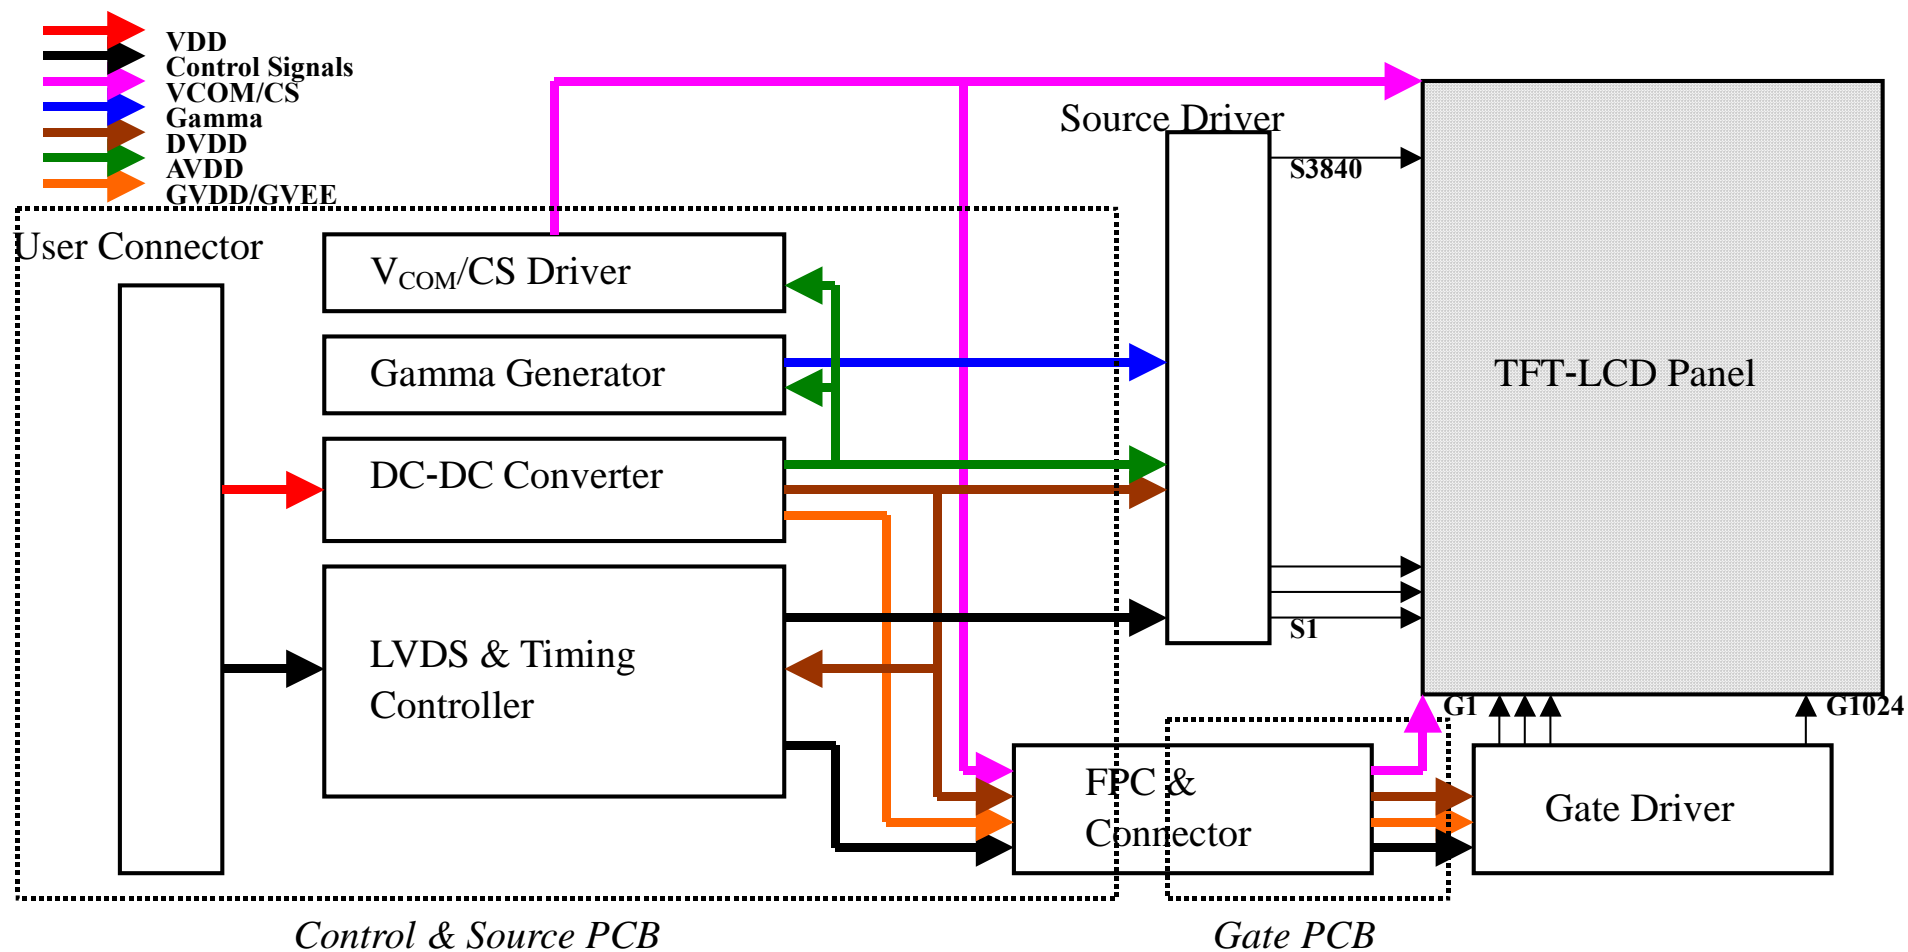 VDD
Control Signals
VCOM/CS
Gamma
DVDD
AVDD
GVDD/GVEE
Source Driver
S3840
User Connector
VCOM/CS Driver
Gamma Generator
TFT-LCD Panel
DC-DC Converter
S1
LVDS & Timing
Controller
G1
G1024
FPC &
Connector
Gate Driver
Control & Source PCB
Gate PCB